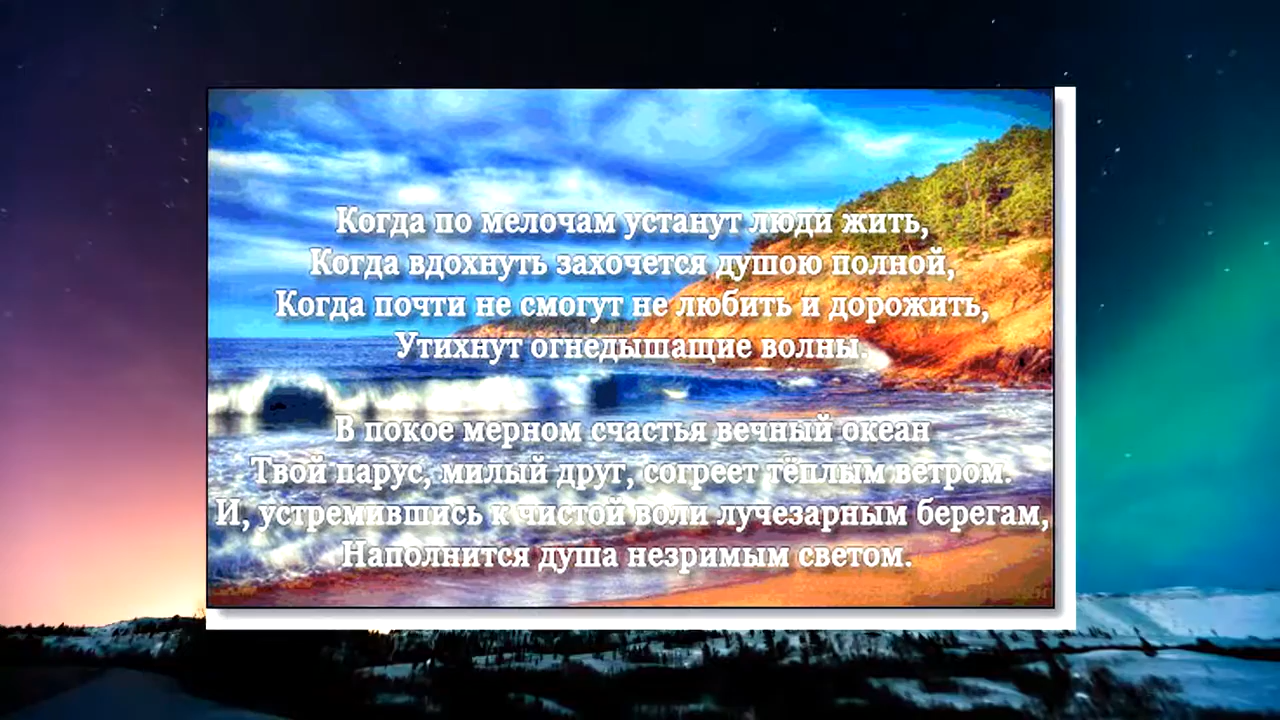 Когда по мелочам устанут люди жить,
Когда вдохнуть захочется душою полной,
Когда почти не смогут не любить и дорожить,
Утихнут огнедышащие волны.
В покое мерном счастья вечный океан
Твой парус, милый друг, согреет тёплым ветром.
И, устремившись к чистой воли лучезарным берегам,
Наполнится душа незримым светом.